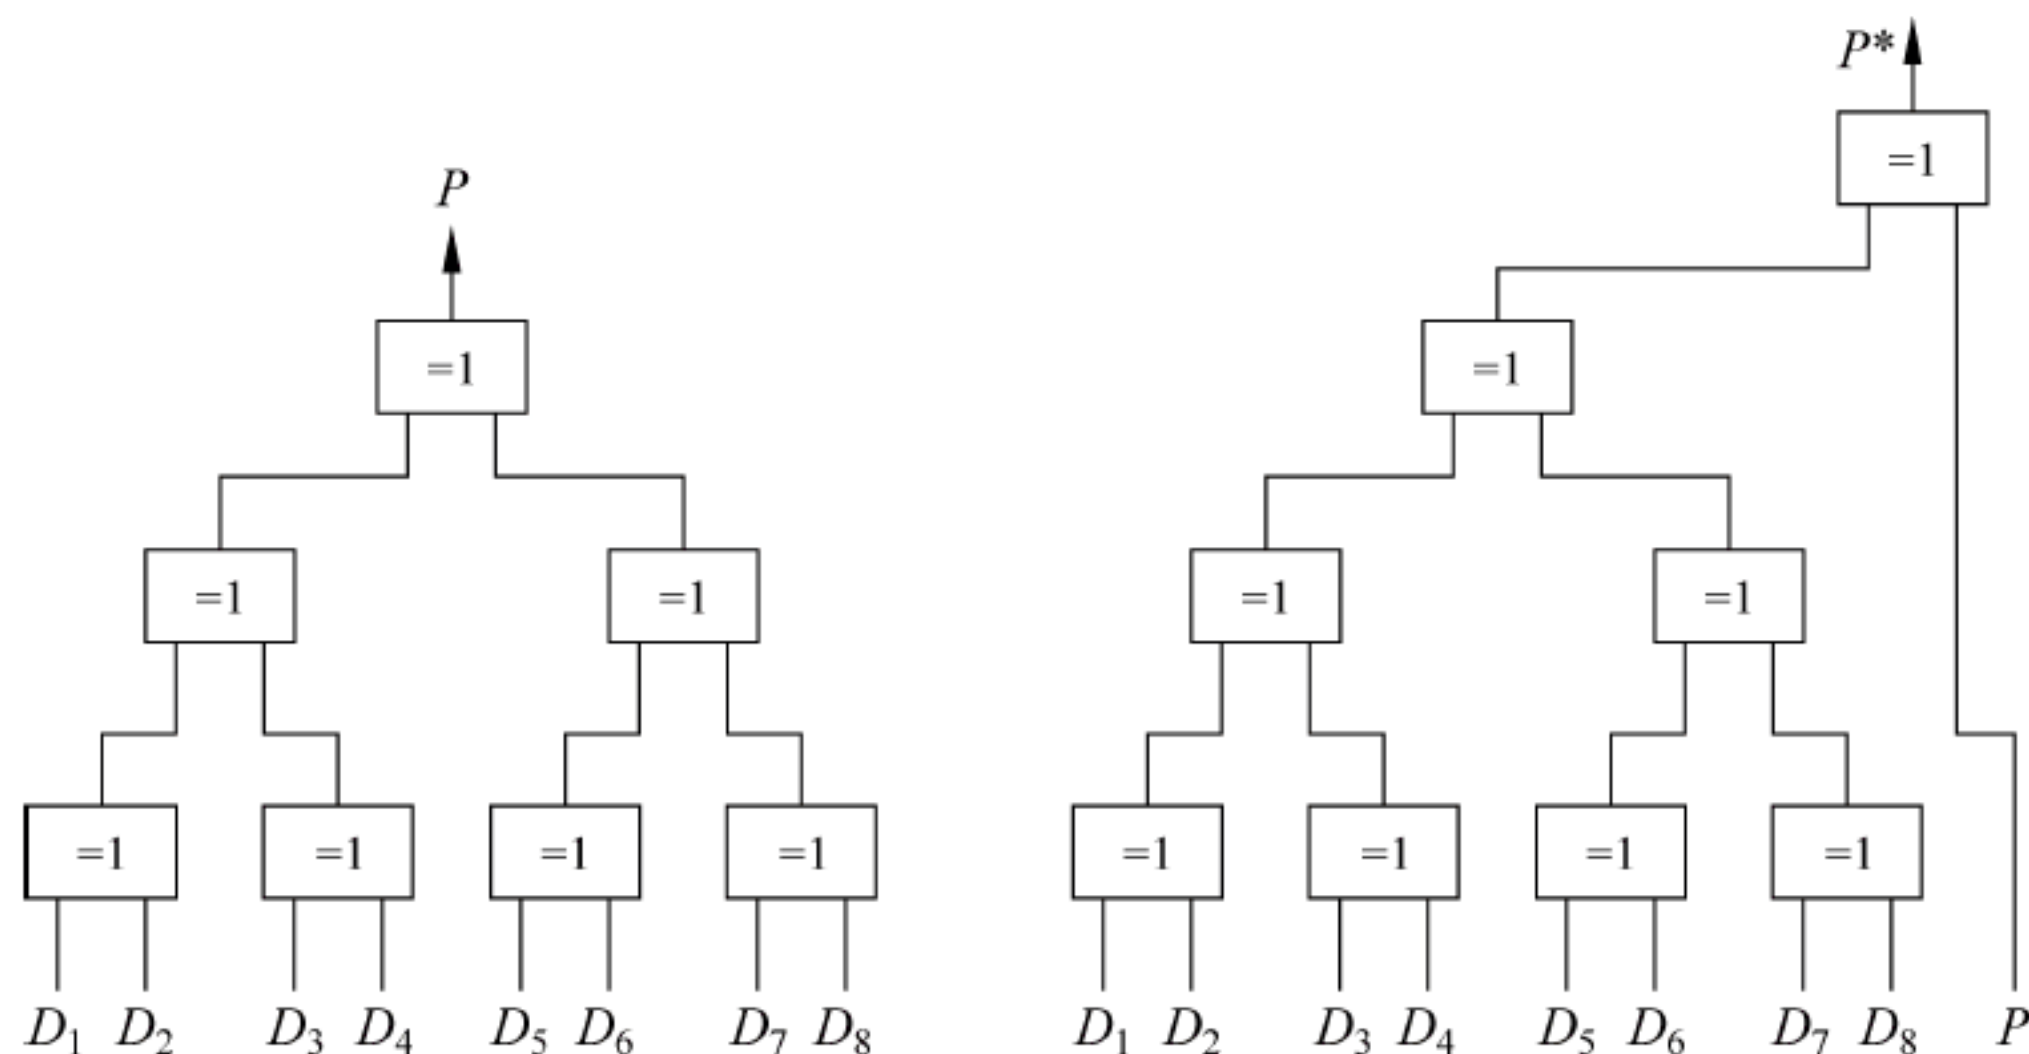 P*
=1
P
=1 =1
=1 =1 =1 =1
=1 =1 =1 =1 =1 =1 =1 =1
D₁ D₂ D₃ D₄ D₅ D₆ D₇ D₈ D₁ D₂ D₃ D₄ D₅ D₆ D₇ D₈ P